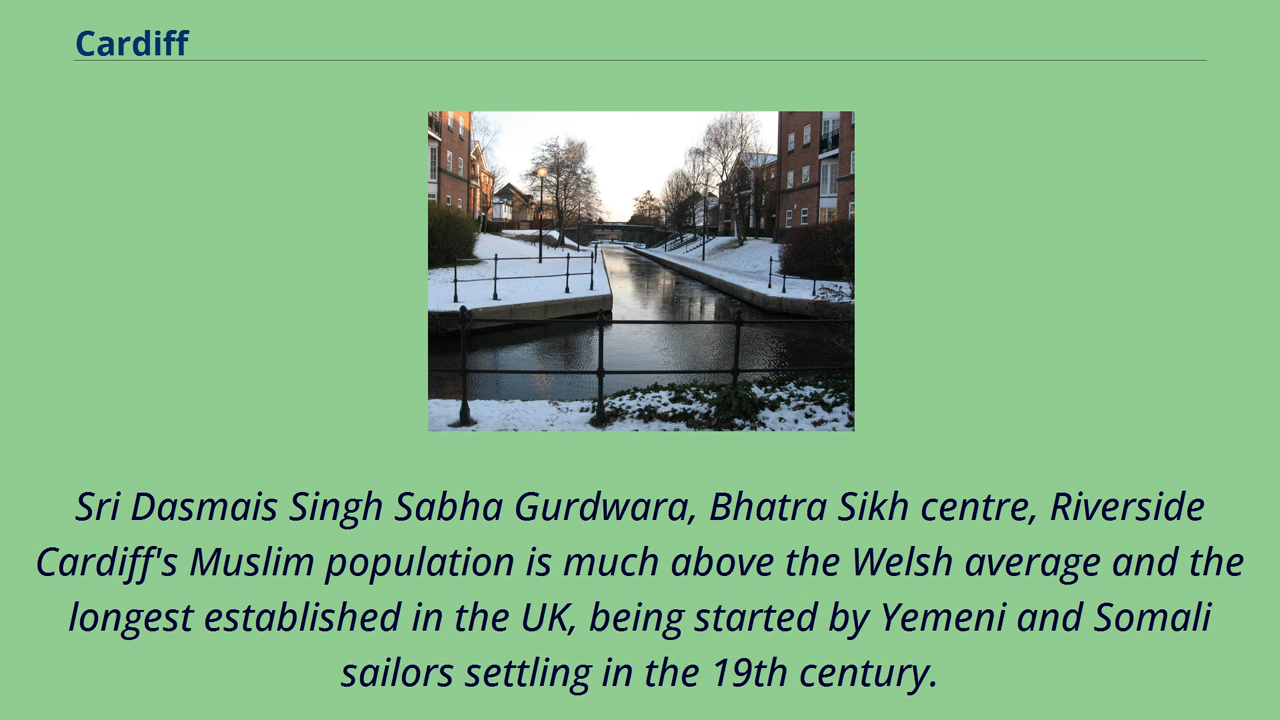 Cardiff
Sri Dasmais Singh Sabha Gurdwara, Bhatra Sikh centre, Riverside
Cardiff's Muslim population is much above the Welsh average and the
longest established in the UK, being started by Yemeni and Somali
sailors settling in the 19th century.